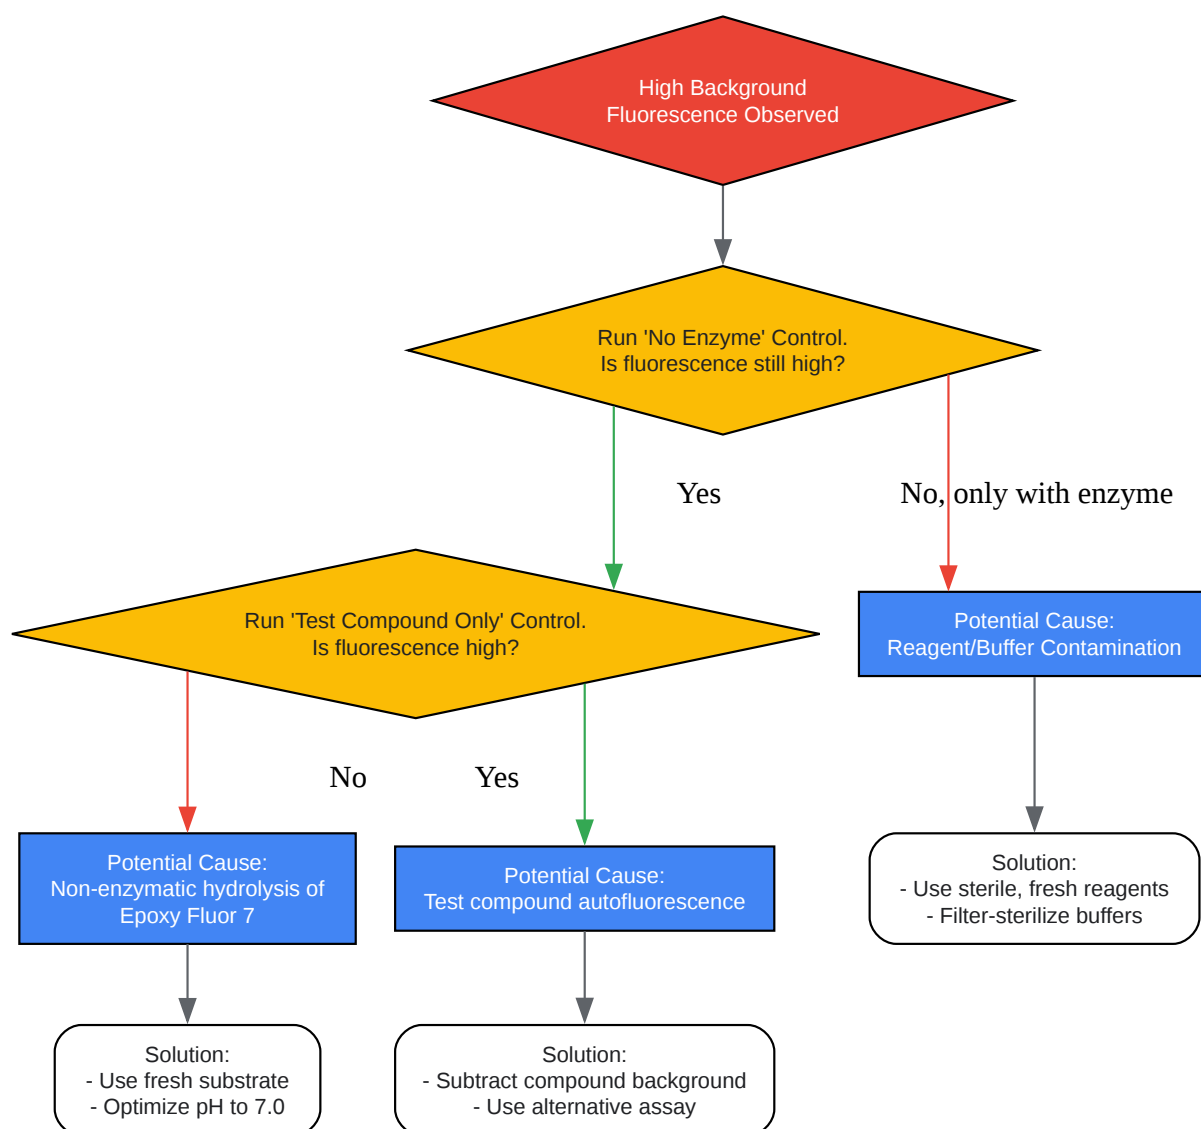 High Background
Fluorescence Observed
Run 'No Enzyme' Control.
Is fluorescence still high?
Yes
No, only with enzyme
Run 'Test Compound Only' Control.
Is fluorescence high?
Potential Cause:
Reagent/Buffer Contamination
No
Yes
Potential Cause:
Non-enzymatic hydrolysis of
Epoxy Fluor 7
Potential Cause:
Test compound autofluorescence
Solution:
- Use sterile, fresh reagents
- Filter-sterilize buffers
Solution:
- Use fresh substrate
- Optimize pH to 7.0
Solution:
- Subtract compound background
- Use alternative assay